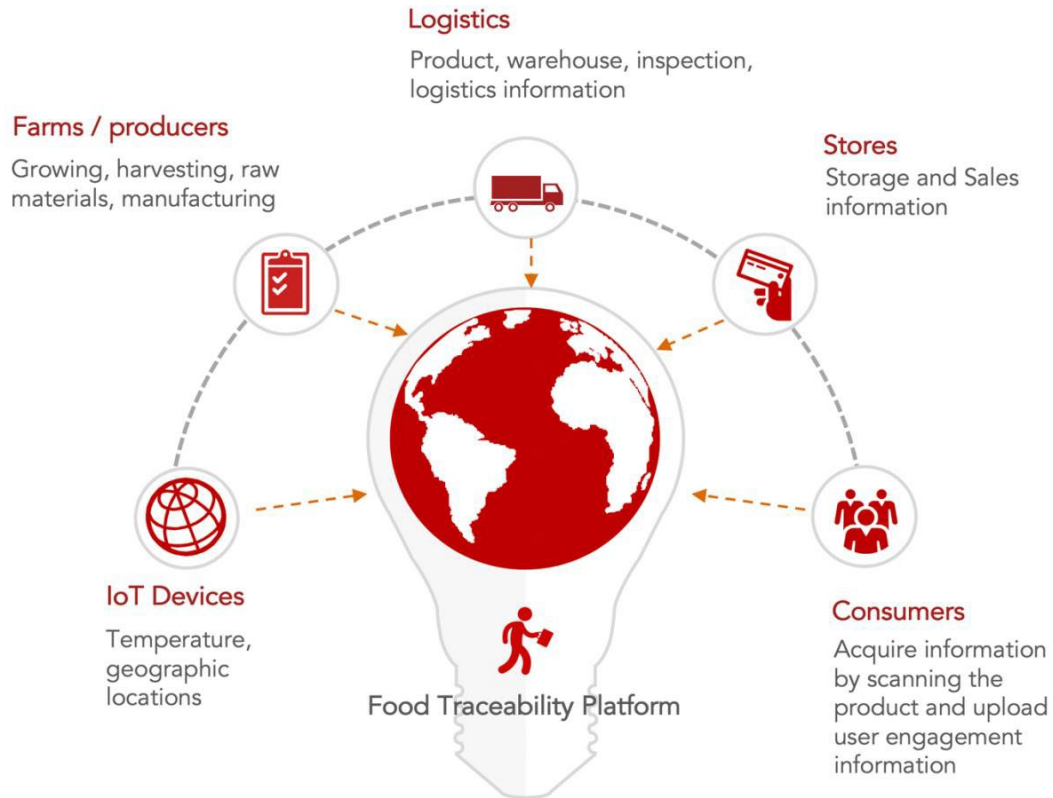 Logistics
Product, warehouse, inspection,
logistics information
Farms / producers
Growing, harvesting, raw
materials, manufacturing
Stores
Storage and Sales
information
IoT Devices
Temperature,
geographic
locations
Food Traceability Platform
Consumers
Acquire information
by scanning the
product and upload
user engagement
information